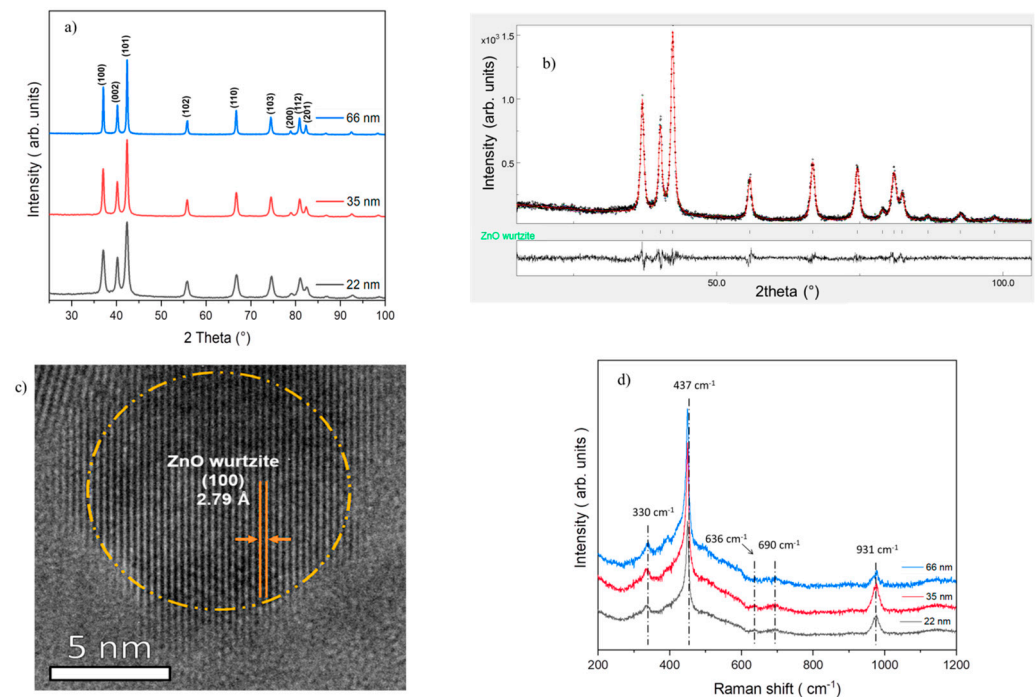 a)
(100)
(002)
(101)
(102)
(110)
(103)
(200)
(112)
(201)
66 nm
35 nm
22 nm
Intensity ( arb. units)
25 30 40 50 60 70 80 90 100
2 Theta (°)
b)
×10³ 1.5
1.0
0.5
Intensity (arb. units)
ZnO wurtzite
50.0 100.0
2theta (°)
c)
ZnO wurtzite
(100)
2.79 Å
5 nm
d)
437 cm⁻¹
330 cm⁻¹
636 cm⁻¹
690 cm⁻¹
931 cm⁻¹
66 nm
35 nm
22 nm
Intensity ( arb. units)
200 400 600 800 1000 1200
Raman shift ( cm⁻¹)